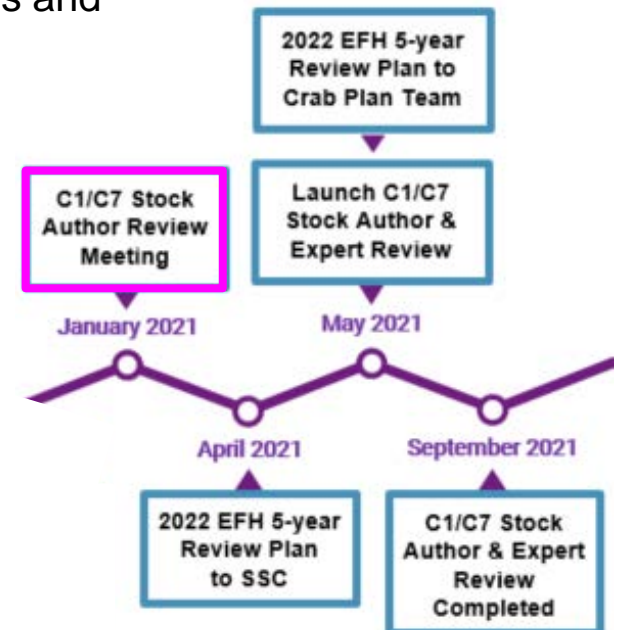 s and
2022 EFH 5-year
Review Plan to
Crab Plan Team
C1/C7 Stock
Author Review
Meeting
Launch C1/C7
Stock Author &
Expert Review
January 2021
May 2021
April 2021
September 2021
2022 EFH 5-year
Review Plan
to SSC
C1/C7 Stock
Author & Expert
Review
Completed